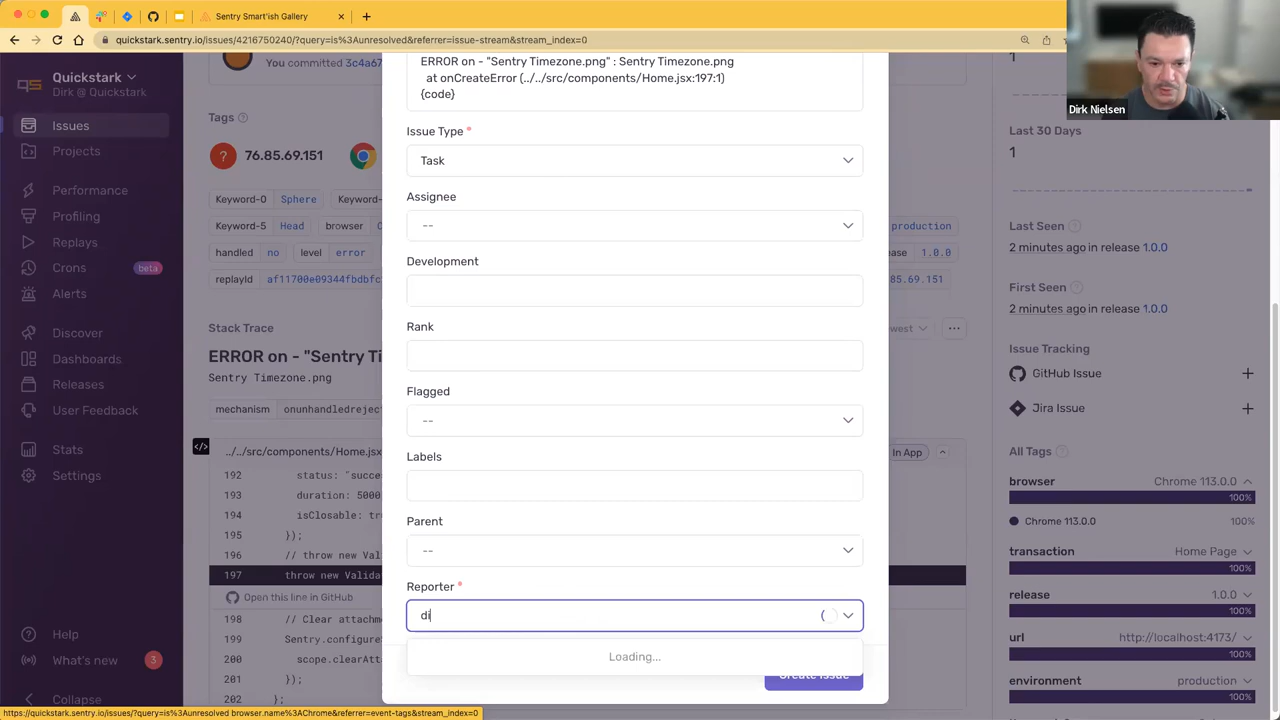 Sentry Smart'ish Gallery
quickstark.sentry.io/issues/4216750240/?query=is%3Aunresolved&referrer=issue-stream&stream_index=0
Dirk Nielsen
Quickstark
Dirk @ Quickstark
Issues
Projects
Performance
Profiling
Replays
Crons
beta
Alerts
Discover
Dashboards
Releases
User Feedback
Stats
Settings
Help
What's new
3
Collapse
You committed 3c4a67
Tags
76.85.69.151
Keyword-0 Sphere Keyword-
Keyword-5 Head browser
handled no level error
replayId af11700e09344fbdbfc
Stack Trace
ERROR on - "Sentry Ti
Sentry Timezone.png
mechanism onunhandledreject
../../src/components/Home.jsx
192 status: "succe
193 duration: 5000
194 isClosable: tru
195 });
196 // throw new Valida
197 throw new Valida
Open this line in GitHub
198 // Clear attachm
199 Sentry.configureS
200 scope.clearAtta
201 });
202 };
ERROR on - "Sentry Timezone.png" : Sentry Timezone.png
at onCreateError (../../src/components/Home.jsx:197:1)
{code}
Issue Type *
Task
Assignee
--
Development
Rank
Flagged
--
Labels
Parent
--
Reporter *
di
Loading...
Create Issue
production
ease 1.0.0
85.69.151
ewest
In App
1
Last 30 Days
1
Last Seen
2 minutes ago in release 1.0.0
First Seen
2 minutes ago in release 1.0.0
Issue Tracking
GitHub Issue
Jira Issue
All Tags
browser Chrome 113.0.0
100%
Chrome 113.0.0 100%
transaction Home Page
100%
release 1.0.0
100%
url http://localhost:4173/
100%
environment production
100%
https://quickstark.sentry.io/issues/?query=is%3Aunresolved browser.name%3AChrome&referrer=event-tags&stream_index=0